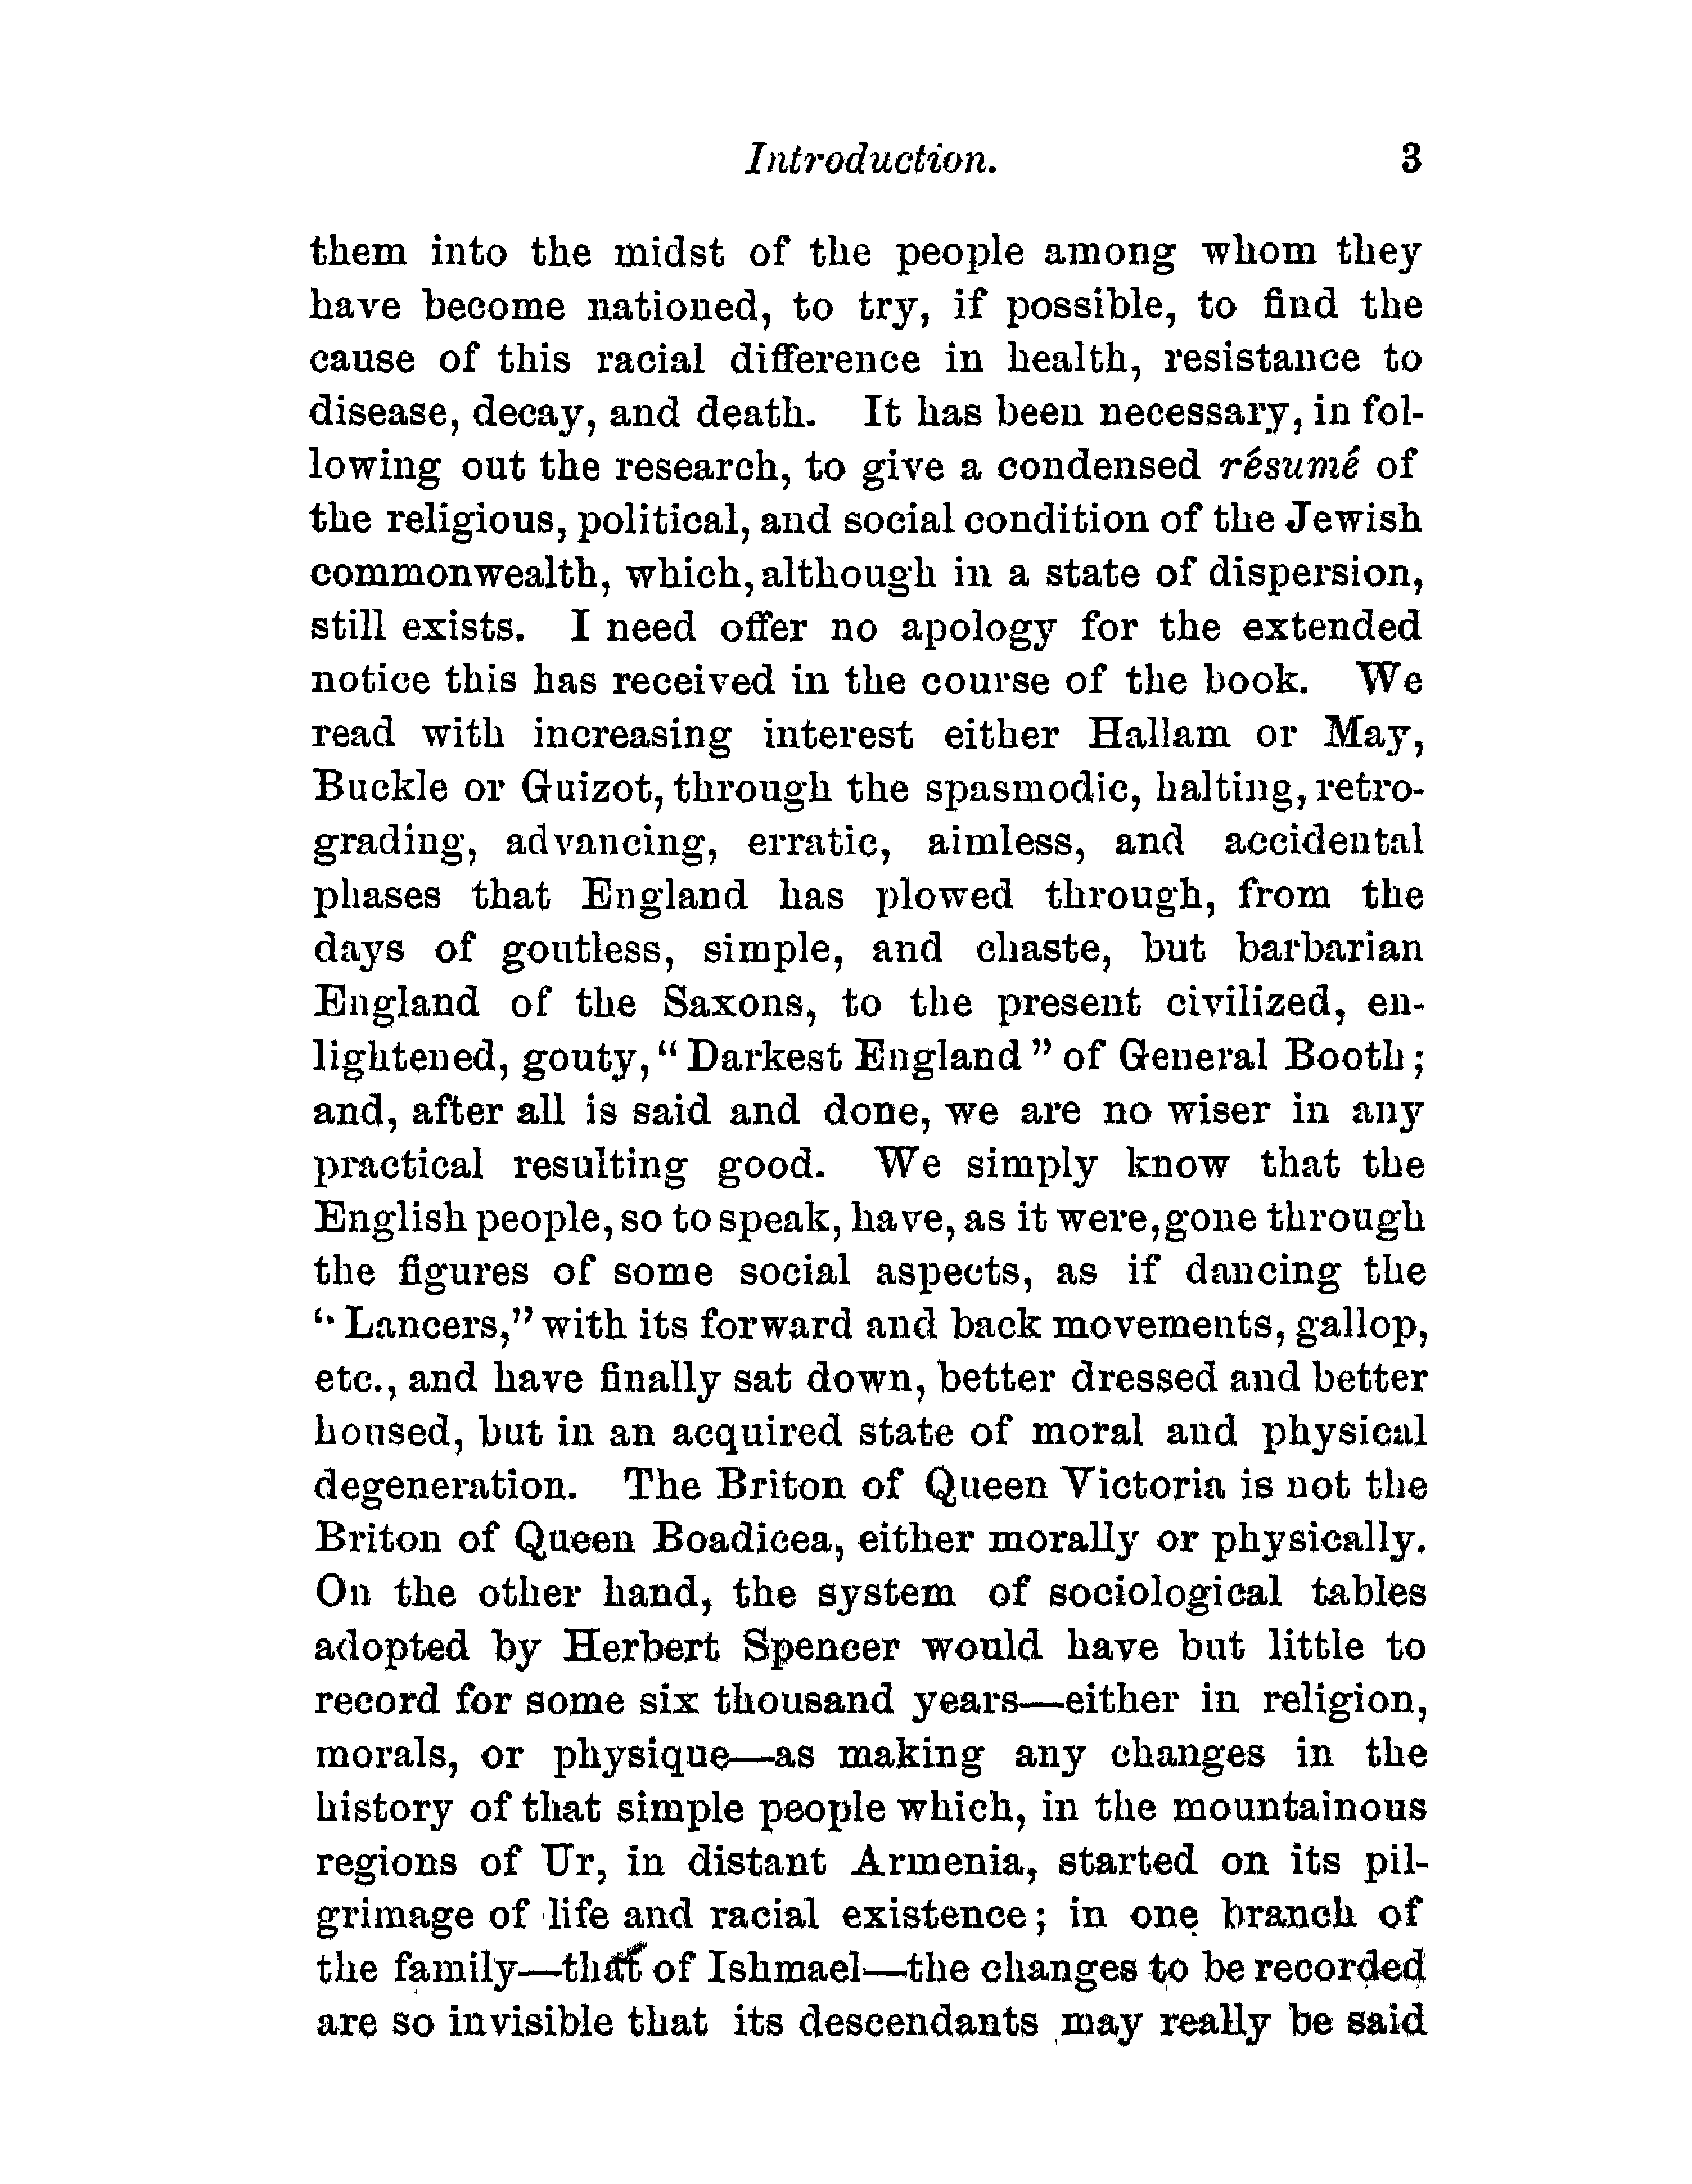 Introduction. 3
them into the midst of the people among whom they
have become nationed, to try, if possible, to find the
cause of this racial difference in health, resistance to
disease, decay, and death. It has been necessary, in fol-
lowing out the research, to give a condensed résumé of
the religious, political, and social condition of the Jewish
commonwealth, which, although in a state of dispersion,
still exists. I need offer no apology for the extended
notice this has received in the course of the book. We
read with increasing interest either Hallam or May,
Buckle or Guizot, through the spasmodic, halting, retro-
grading, advancing, erratic, aimless, and accidental
phases that England has plowed through, from the
days of goutless, simple, and chaste, but barbarian
England of the Saxons, to the present civilized, en-
lightened, gouty, “Darkest England” of General Booth;
and, after all is said and done, we are no wiser in any
practical resulting good. We simply know that the
English people, so to speak, have, as it were, gone through
the figures of some social aspects, as if dancing the
“Lancers,” with its forward and back movements, gallop,
etc., and have finally sat down, better dressed and better
housed, but in an acquired state of moral and physical
degeneration. The Briton of Queen Victoria is not the
Briton of Queen Boadicea, either morally or physically.
On the other hand, the system of sociological tables
adopted by Herbert Spencer would have but little to
record for some six thousand years—either in religion,
morals, or physique—as making any changes in the
history of that simple people which, in the mountainous
regions of Ur, in distant Armenia, started on its pil-
grimage of life and racial existence; in one branch of
the family—that of Ishmael—the changes to be recorded
are so invisible that its descendants may really be said